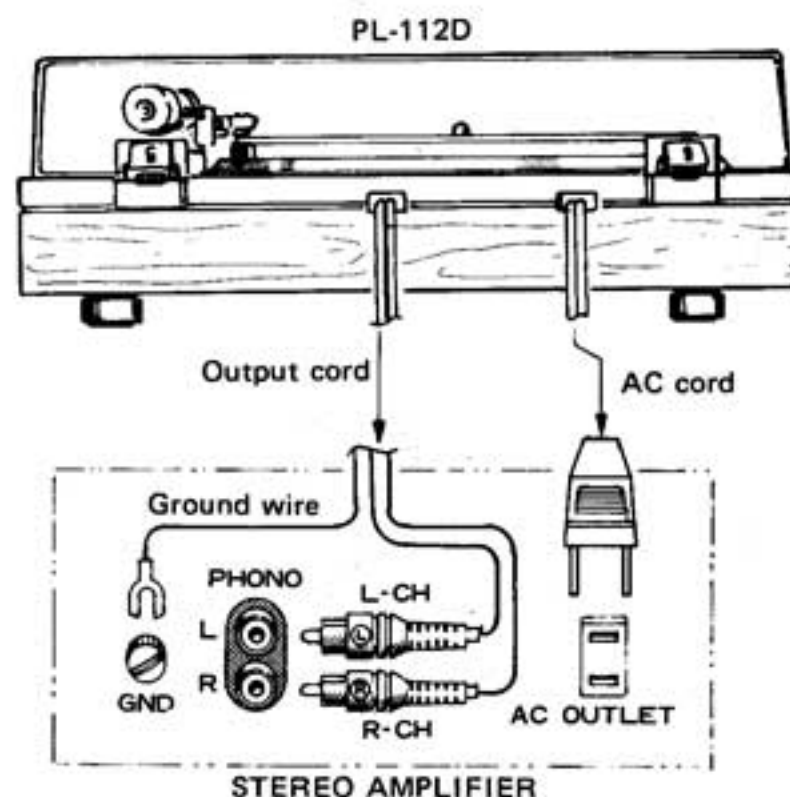 PL-112D
Output cord
AC cord
Ground wire
PHONO
L-CH
L
L
R
R
GND
R-CH
AC OUTLET
STEREO AMPLIFIER